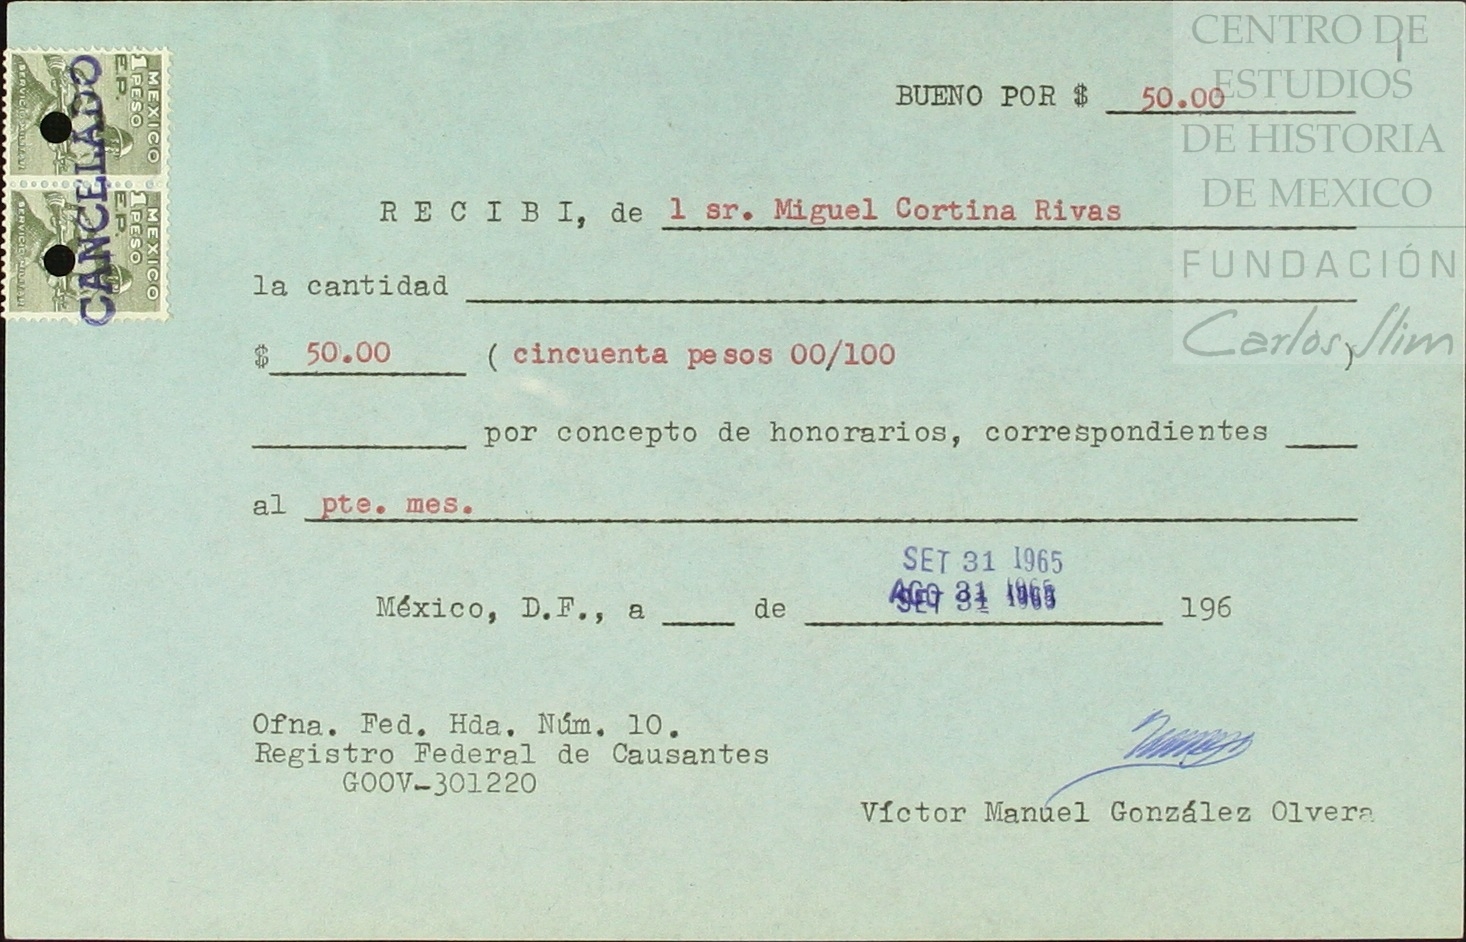 CENTRO DE
ESTUDIOS
DE HISTORIA
DE MEXICO
FUNDACIÓN
Carlos Slim
MEXICO
1 PESO
EP.
MEXICO
1 PESO
EP.
CANCELADO
BUENO POR $ 50.00
R E C I B I, de l sr. Miguel Cortina Rivas
la cantidad
$ 50.00 ( cincuenta pesos 00/100 )
por concepto de honorarios, correspondientes
al pte. mes.
SET 31 1965
AGO 31 1965
México, D.F., a de 196
Ofna. Fed. Hda. Núm. 10.
Registro Federal de Causantes
GOOV-301220
Víctor Manuel González Olvera